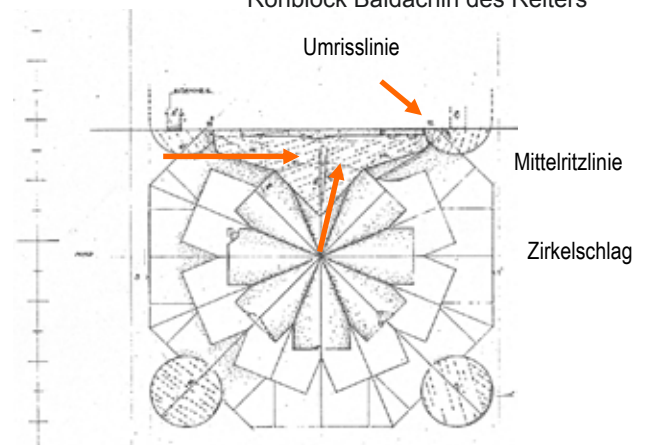 Rohblock Baldachin des Reiters
Umrisslinie
Mittelritzlinie
Zirkelschlag